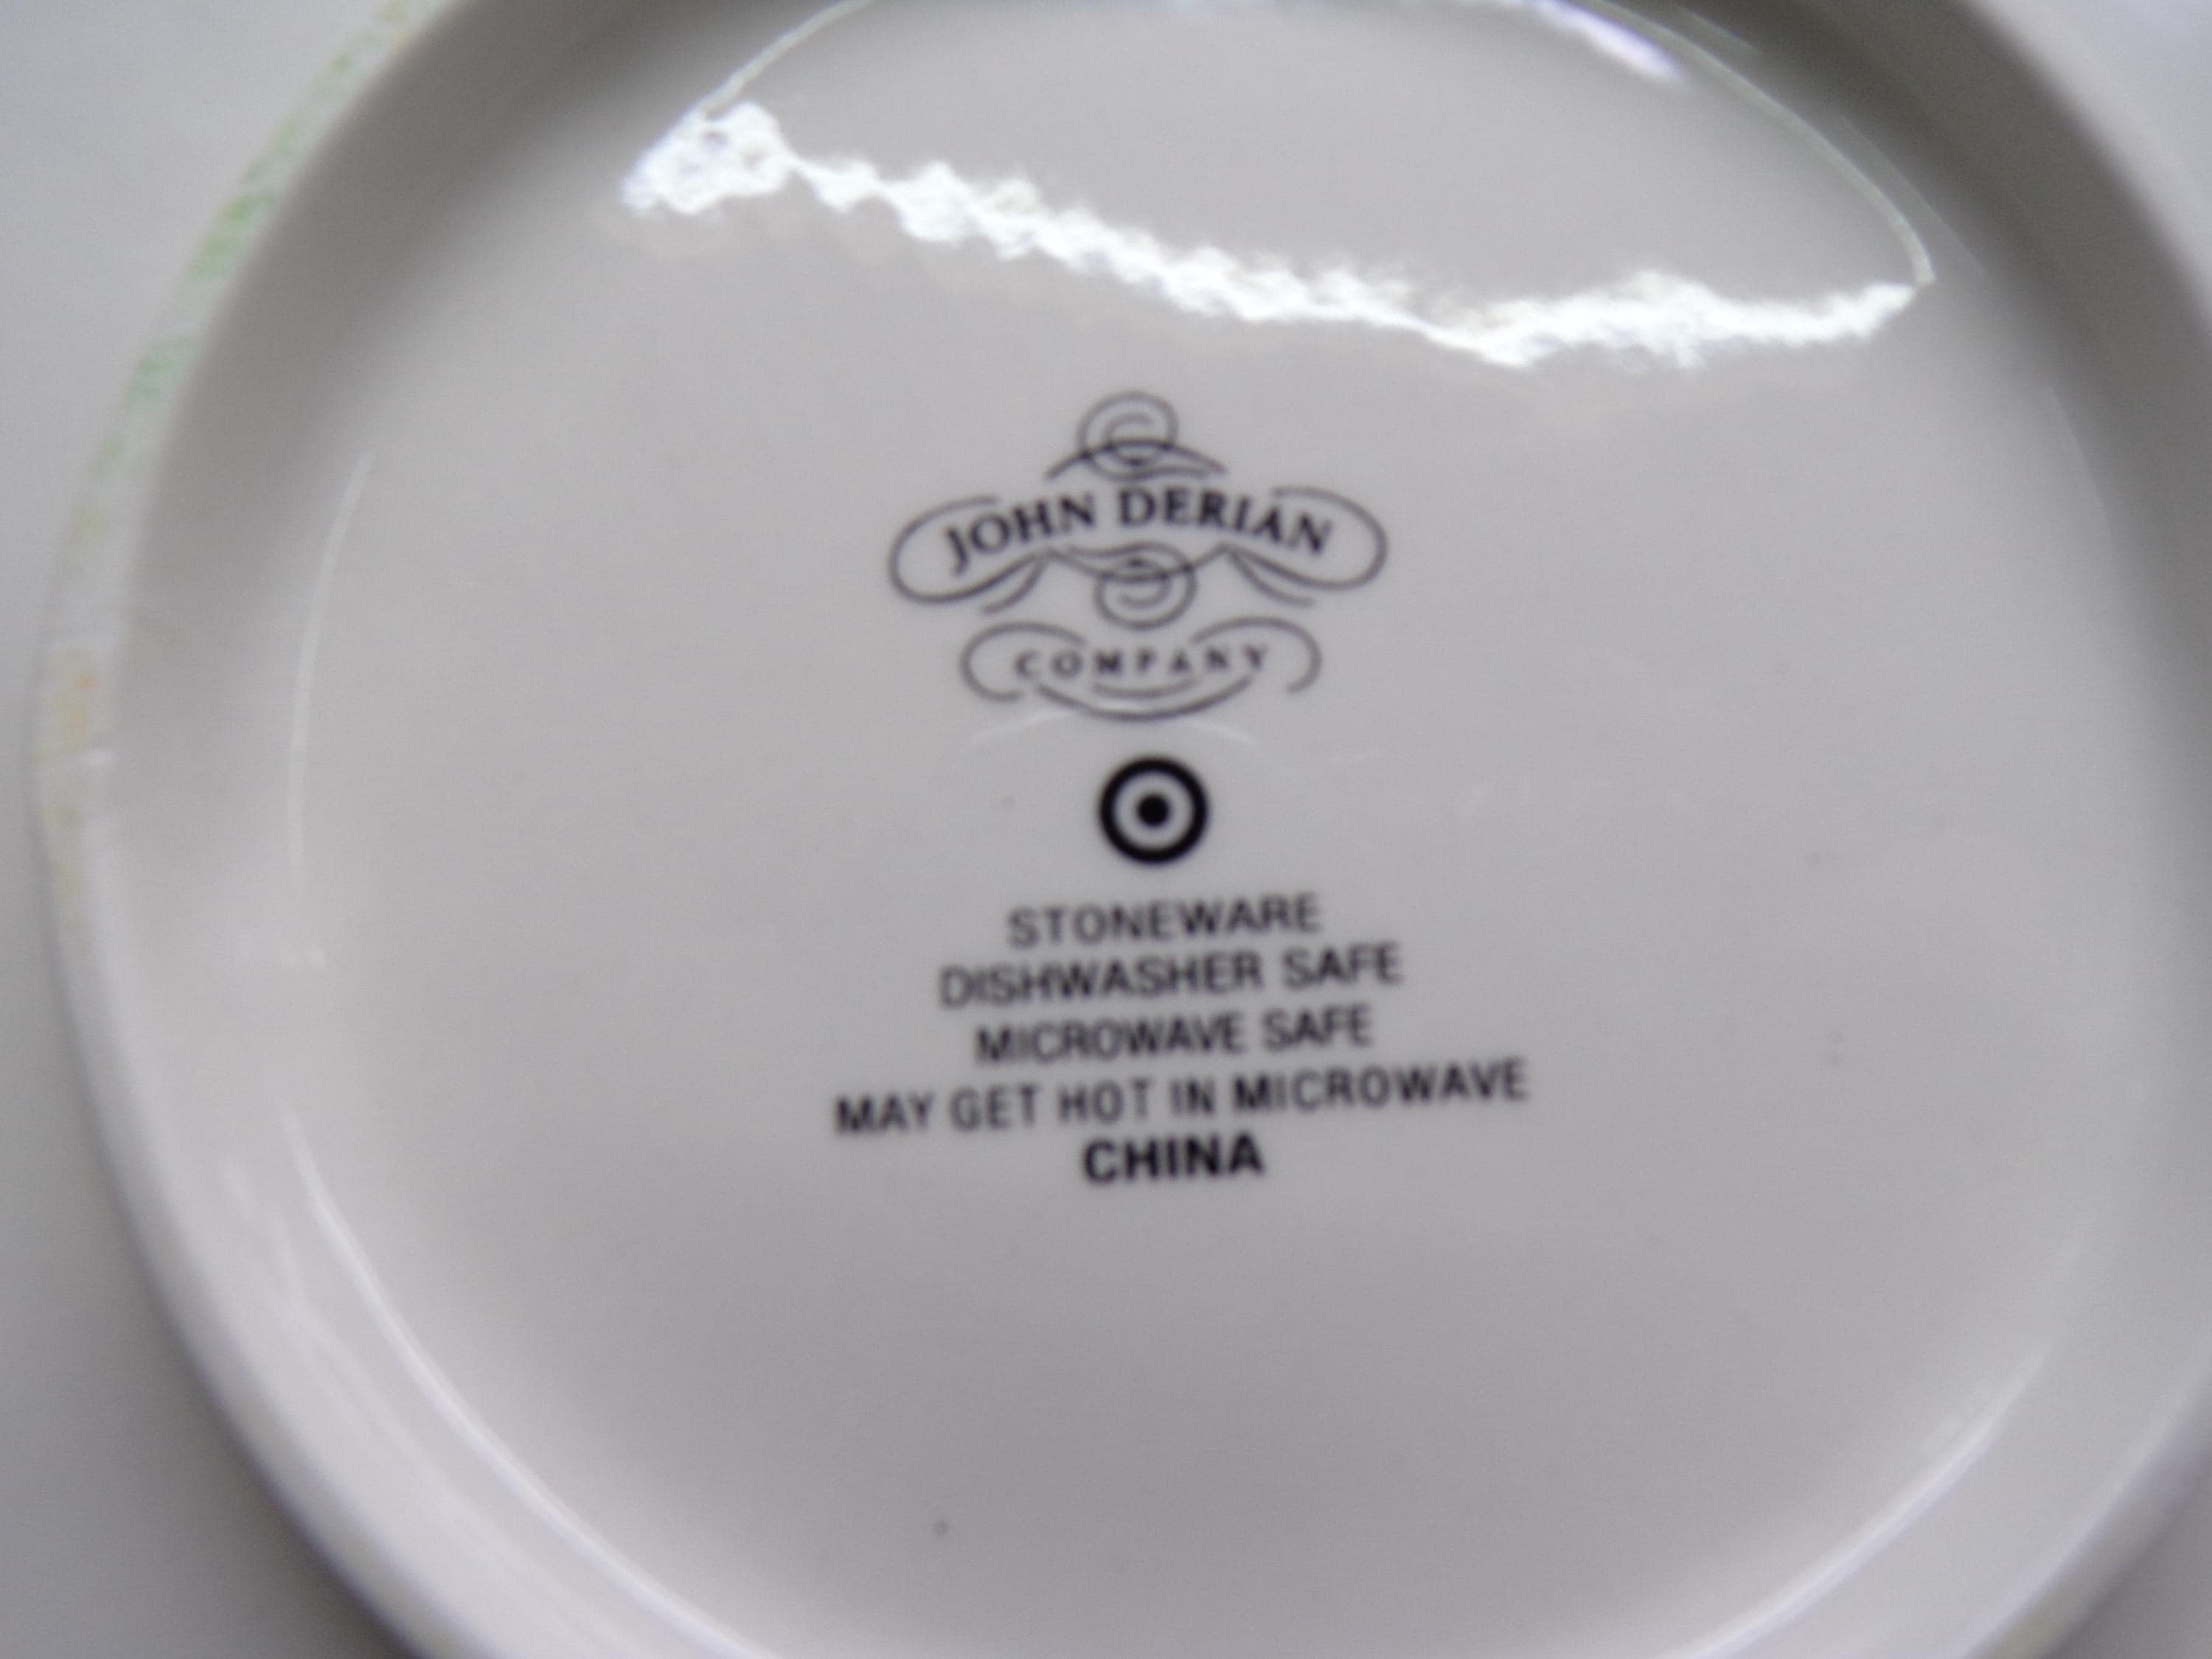 JOHN DERIAN
COMPANY
STONEWARE
DISHWASHER SAFE
MICROWAVE SAFE
MAY GET HOT IN MICROWAVE
CHINA